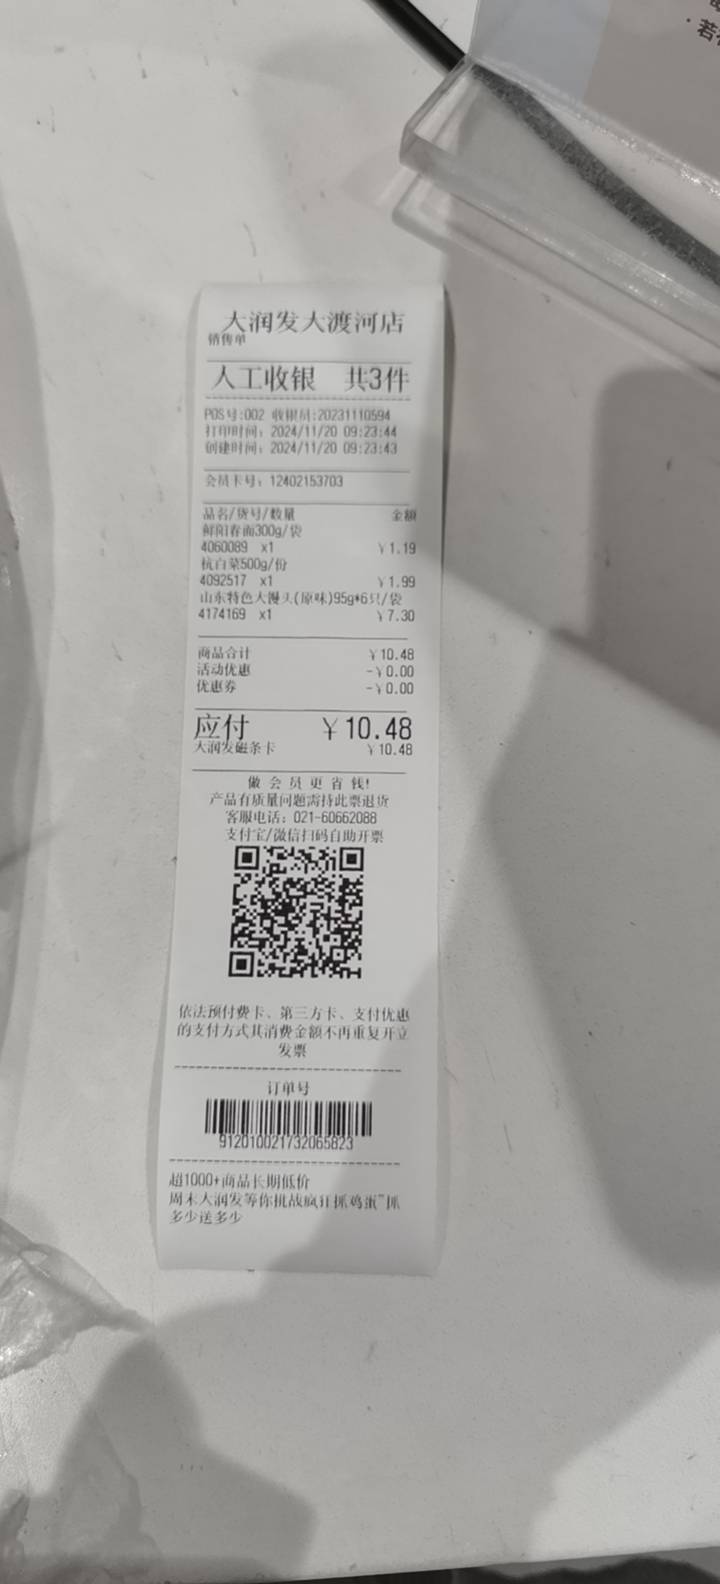 若
大润发大渡河店
销售单
人工收银 共3件
POS号:002 收银员:20231110594
打印时间: 2024/11/20 09:23:44
创建时间: 2024/11/20 09:23:43
会员卡号: 12402153703
品名/货号/数量 金额
鲜阳春面300g/袋
4060089 x1 ¥1.19
杭白菜500g/份
4092517 x1 ¥1.99
山东特色大馒头(原味)95g*6只/袋
4174169 x1 ¥7.30
商品合计 ¥10.48
活动优惠 -¥0.00
优惠券 -¥0.00
应付 ¥10.48
大润发磁条卡 ¥10.48
做会员更省钱!
产品有质量问题需持此票退货
客服电话: 021-60662088
支付宝/微信扫码自助开票
依法预付费卡、第三方卡、支付优惠
的支付方式其消费金额不再重复开立
发票
订单号
912010021732065823
超1000+商品长期低价
周末大润发等你挑战疯狂抓鸡蛋"抓
多少送多少